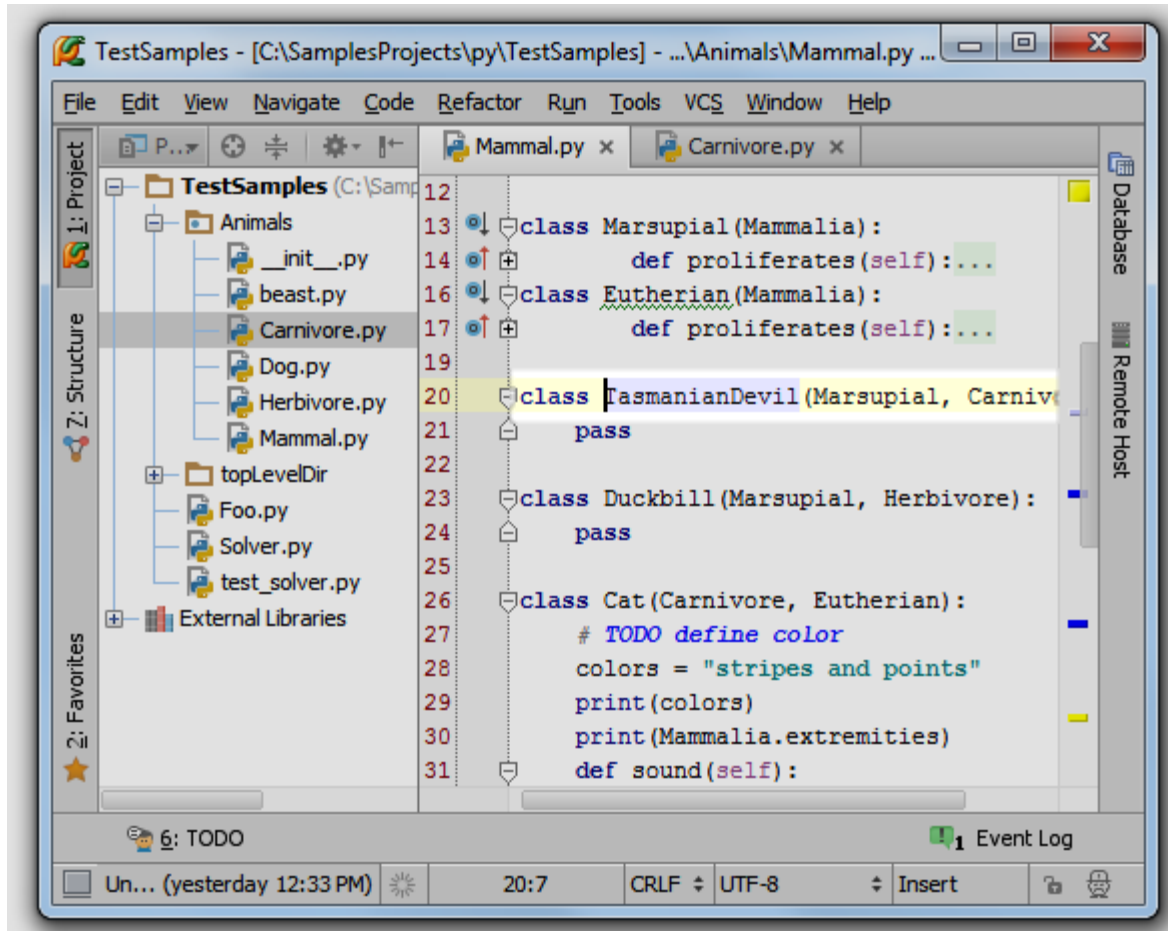 TestSamples - [C:\SamplesProjects\py\TestSamples] - ...\Animals\Mammal.py ...
File Edit View Navigate Code Refactor Run Tools VCS Window Help
1: Project
Z: Structure
2: Favorites
P...
TestSamples (C:\Samp
Animals
__init__.py
beast.py
Carnivore.py
Dog.py
Herbivore.py
Mammal.py
topLevelDir
Foo.py
Solver.py
test_solver.py
External Libraries
Mammal.py Carnivore.py
12
13 class Marsupial(Mammalia):
14 def proliferates(self):...
16 class Eutherian(Mammalia):
17 def proliferates(self):...
19
20 class TasmanianDevil(Marsupial, Carnivo
21 pass
22
23 class Duckbill(Marsupial, Herbivore):
24 pass
25
26 class Cat(Carnivore, Eutherian):
27 # TODO define color
28 colors = "stripes and points"
29 print(colors)
30 print(Mammalia.extremities)
31 def sound(self):
Database
Remote Host
6: TODO
1 Event Log
Un... (yesterday 12:33 PM) 20:7 CRLF UTF-8 Insert